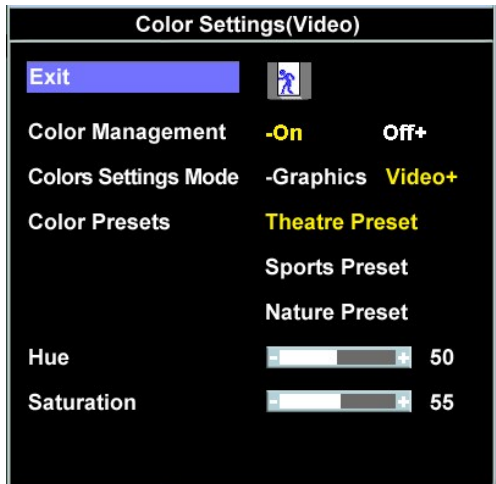 Color Settings(Video)
Exit
Color Management -On Off+
Colors Settings Mode -Graphics Video+
Color Presets Theatre Preset
Sports Preset
Nature Preset
Hue - + 50
Saturation - + 55